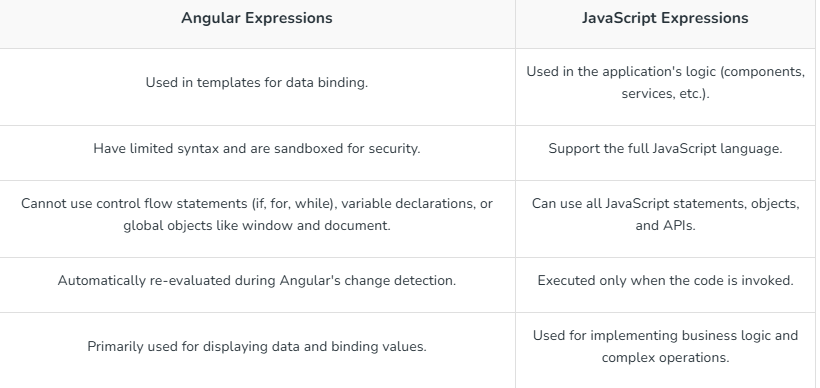 Angular Expressions
JavaScript Expressions
Used in templates for data binding.
Used in the application's logic (components,
services, etc.).
Have limited syntax and are sandboxed for security.
Support the full JavaScript language.
Cannot use control flow statements (if, for, while), variable declarations, or
global objects like window and document.
Can use all JavaScript statements, objects,
and APIs.
Automatically re-evaluated during Angular's change detection.
Executed only when the code is invoked.
Primarily used for displaying data and binding values.
Used for implementing business logic and
complex operations.